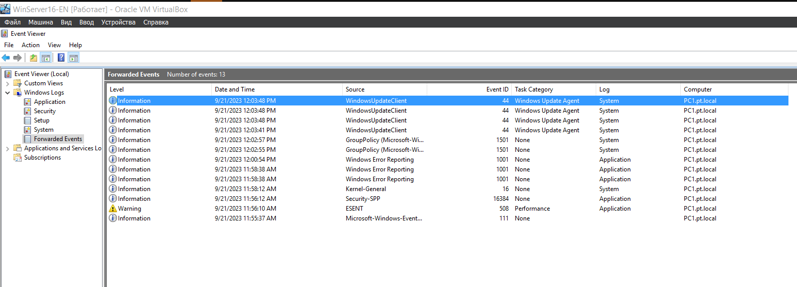 WinServer16-EN [Работает] - Oracle VM VirtualBox
Файл Машина Вид Ввод Устройства Справка
Event Viewer
File Action View Help
Event Viewer (Local)
Custom Views
Windows Logs
Application
Security
Setup
System
Forwarded Events
Applications and Services Lo
Subscriptions
Forwarded Events Number of events: 13
Level Date and Time Source Event ID Task Category Log Computer
Information 9/21/2023 12:03:48 PM WindowsUpdateClient 44 Windows Update Agent System PC1.pt.local
Information 9/21/2023 12:03:48 PM WindowsUpdateClient 44 Windows Update Agent System PC1.pt.local
Information 9/21/2023 12:03:48 PM WindowsUpdateClient 44 Windows Update Agent System PC1.pt.local
Information 9/21/2023 12:03:41 PM WindowsUpdateClient 44 Windows Update Agent System PC1.pt.local
Information 9/21/2023 12:02:57 PM GroupPolicy (Microsoft-Wi... 1501 None System PC1.pt.local
Information 9/21/2023 12:02:55 PM GroupPolicy (Microsoft-Wi... 1501 None System PC1.pt.local
Information 9/21/2023 12:00:54 PM Windows Error Reporting 1001 None Application PC1.pt.local
Information 9/21/2023 11:58:38 AM Windows Error Reporting 1001 None Application PC1.pt.local
Information 9/21/2023 11:58:38 AM Windows Error Reporting 1001 None Application PC1.pt.local
Information 9/21/2023 11:58:12 AM Kernel-General 16 None System PC1.pt.local
Information 9/21/2023 11:56:12 AM Security-SPP 16384 None Application PC1.pt.local
Warning 9/21/2023 11:56:10 AM ESENT 508 Performance Application PC1.pt.local
Information 9/21/2023 11:55:37 AM Microsoft-Windows-Event... 111 None PC1.pt.local